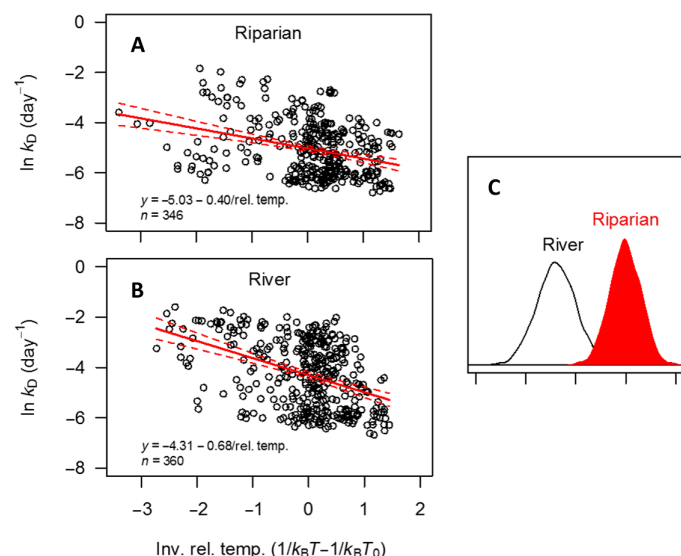 A
Riparian
ln kD (day−1)
0
−2
−4
−6
−8
y = −5.03 − 0.40/rel. temp.
n = 346
B
River
ln kD (day−1)
0
−2
−4
−6
−8
y = −4.31 − 0.68/rel. temp.
n = 360
−3 −2 −1 0 1 2
Inv. rel. temp. (1/kBT−1/kBT0)
C
Riparian
River